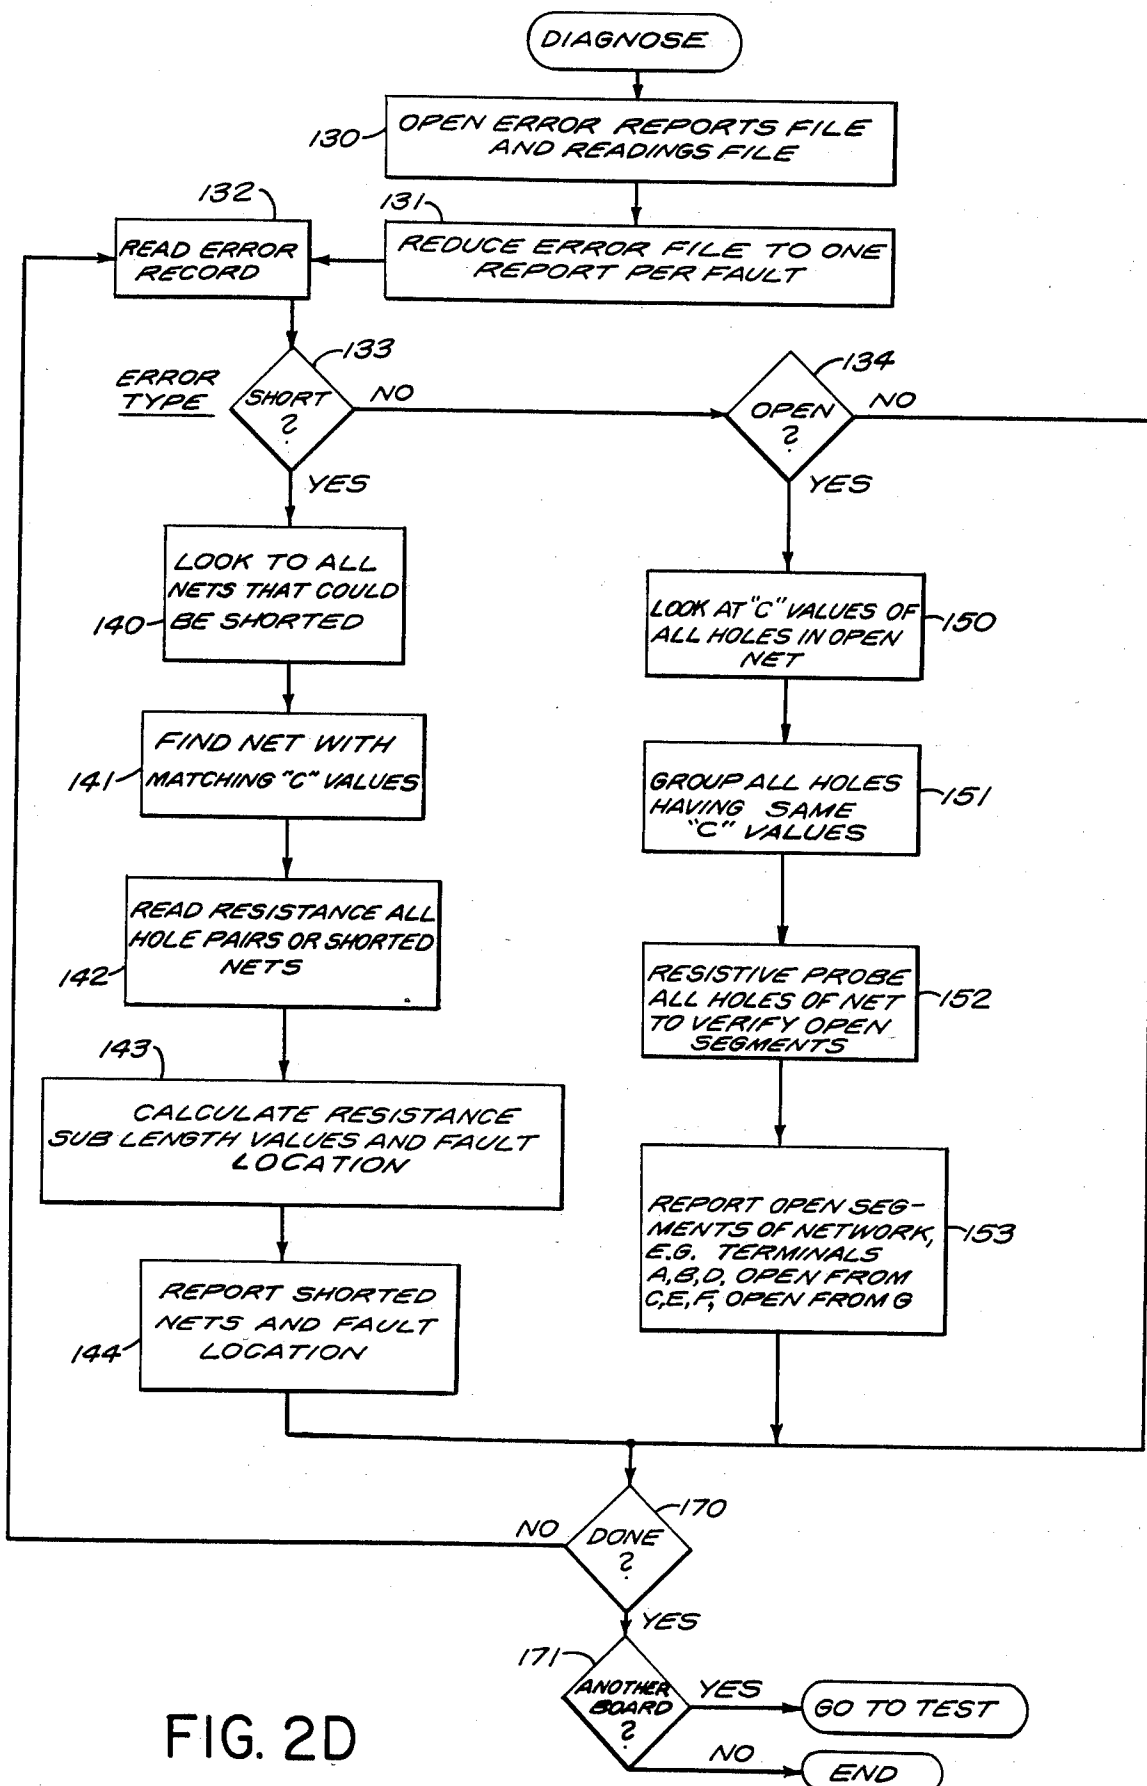 DIAGNOSE
130
OPEN ERROR REPORTS FILE
AND READINGS FILE
132
131
READ ERROR
RECORD
REDUCE ERROR FILE TO ONE
REPORT PER FAULT
ERROR
TYPE
133
SHORT
?
NO
YES
134
OPEN
?
NO
YES
LOOK TO ALL
NETS THAT COULD
BE SHORTED
140
FIND NET WITH
MATCHING "C" VALUES
141
READ RESISTANCE ALL
HOLE PAIRS OR SHORTED
NETS
142
143
CALCULATE RESISTANCE
SUB LENGTH VALUES AND FAULT
LOCATION
REPORT SHORTED
NETS AND FAULT
LOCATION
144
LOOK AT "C" VALUES OF
ALL HOLES IN OPEN
NET
150
GROUP ALL HOLES
HAVING SAME
"C" VALUES
151
RESISTIVE PROBE
ALL HOLES OF NET
TO VERIFY OPEN
SEGMENTS
152
REPORT OPEN SEG-
MENTS OF NETWORK,
E.G. TERMINALS
A,B,D, OPEN FROM
C,E,F, OPEN FROM G
153
170
DONE
?
NO
YES
171
ANOTHER
BOARD
?
YES
GO TO TEST
NO
END
FIG. 2D